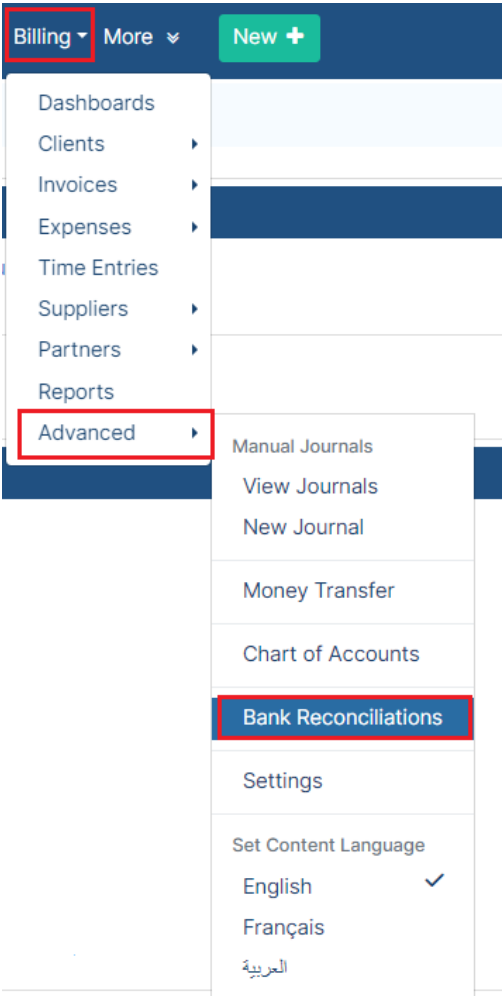 Billing More New +
Dashboards
Clients
Invoices
Expenses
Time Entries
Suppliers
Partners
Reports
Advanced
Manual Journals
View Journals
New Journal
Money Transfer
Chart of Accounts
Bank Reconciliations
Settings
Set Content Language
English
Français
العربية